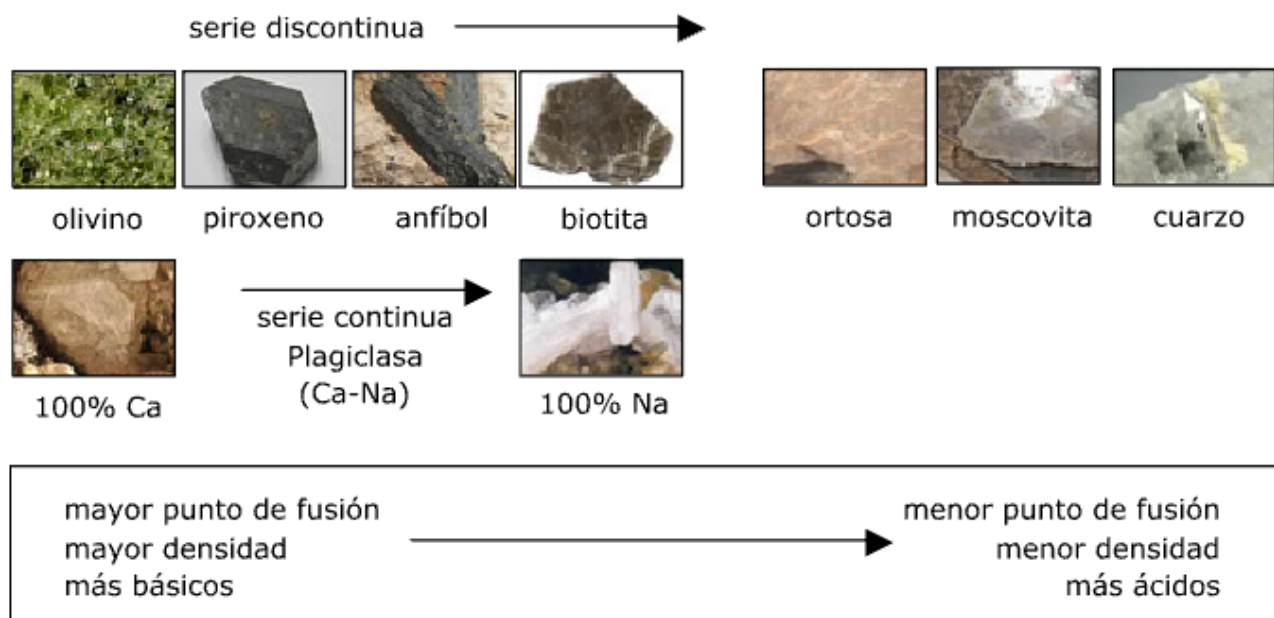 serie discontinua
olivino piroxeno anfíbol biotita ortosa moscovita cuarzo
serie continua
Plagiclasa
(Ca-Na)
100% Ca 100% Na
mayor punto de fusión menor punto de fusión
mayor densidad menor densidad
más básicos más ácidos